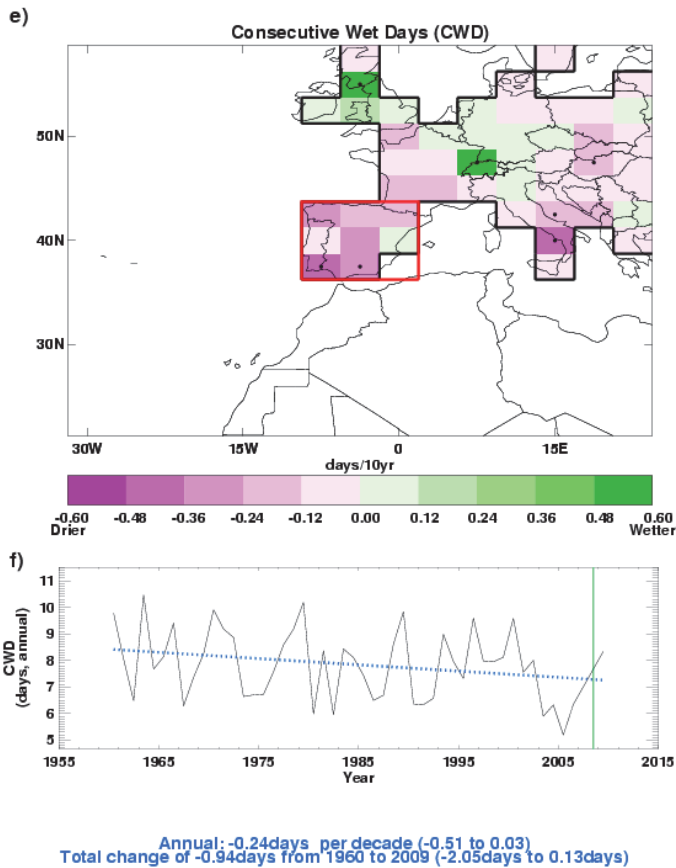 e)
Consecutive Wet Days (CWD)
50N
40N
30N
30W 15W 0 15E
days/10yr
-0.60 -0.48 -0.36 -0.24 -0.12 0.00 0.12 0.24 0.36 0.48 0.60
Drier Wetter
f)
11
10
9
8
7
6
5
CWD
(days, annual)
1955 1965 1975 1985 1995 2005 2015
Year
Annual: -0.24days per decade (-0.51 to 0.03)
Total change of -0.94days from 1960 to 2009 (-2.05days to 0.13days)